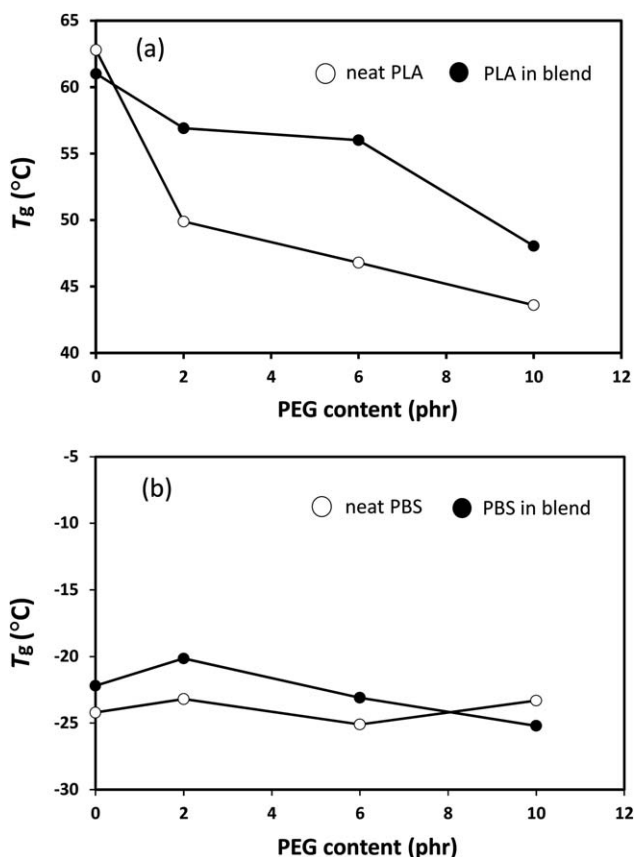 65
(a)
neat PLA
PLA in blend
60
55
Tg (°C)
50
45
40
0 2 4 6 8 10 12
PEG content (phr)
-5
(b)
neat PBS
PBS in blend
-10
-15
Tg (°C)
-20
-25
-30
0 2 4 6 8 10 12
PEG content (phr)